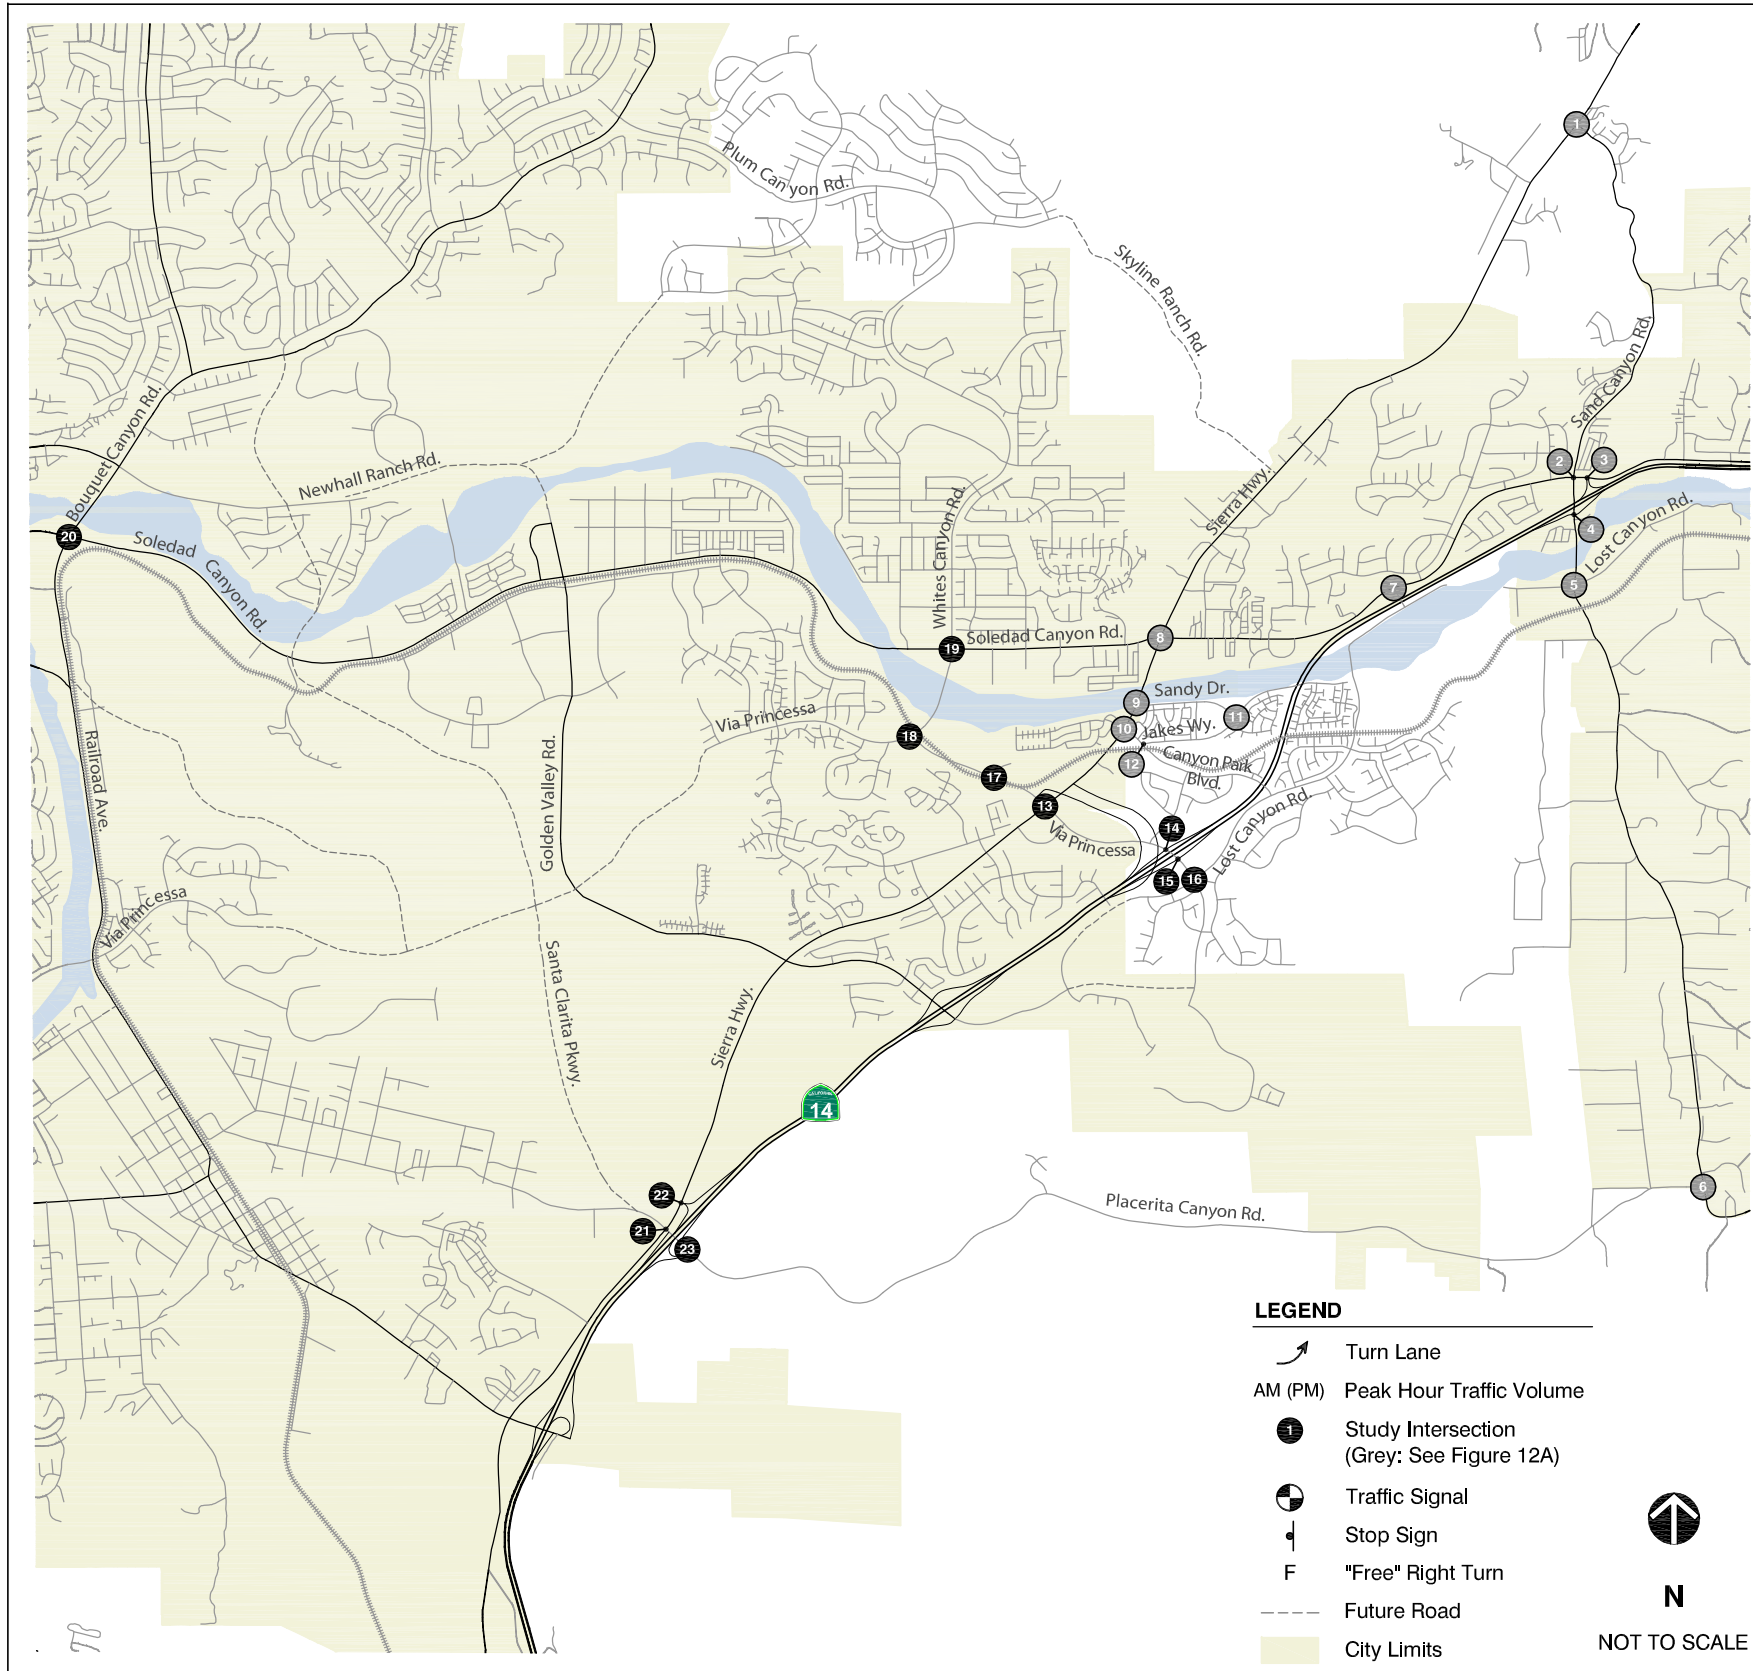 1
Plum Canyon Rd.
Skyline Ranch Rd.
Sand Canyon Rd.
Bouquet Canyon Rd.
Newhall Ranch Rd.
2
3
Whites Canyon Rd.
Sierra Hwy.
4
Lost Canyon Rd.
20
Soledad
Canyon Rd.
5
7
8
Soledad Canyon Rd.
19
Sandy Dr.
9
11
Via Princessa
18
10
Jakes Wy.
12
Canyon Park
Blvd.
Railroad Ave.
Golden Valley Rd.
17
13
14
Via Princessa
Lost Canyon Rd.
15
16
Via Princessa
Santa Clarita Pkwy.
Sierra Hwy.
CALIFORNIA
14
22
21
23
Placerita Canyon Rd.
6
LEGEND
Turn Lane
AM (PM) Peak Hour Traffic Volume
1 Study Intersection
(Grey: See Figure 12A)
Traffic Signal
Stop Sign
F "Free" Right Turn
Future Road
City Limits
N
NOT TO SCALE